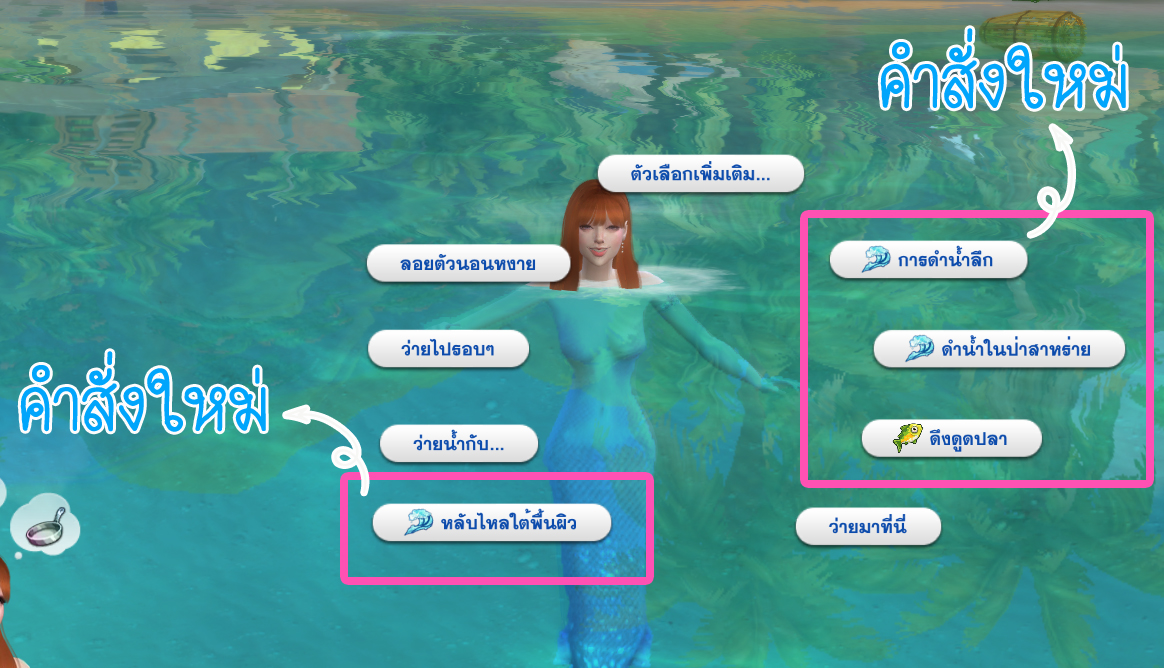 คำสั่งใหม่
ตัวเลือกเพิ่มเติม...
ลอยตัวนอนหงาย
การดำน้ำลึก
ว่ายไปรอบๆ
ดำน้ำในป่าสาหร่าย
คำสั่งใหม่
ว่ายน้ำกับ...
ดึงดูดปลา
หลับไหลใต้พื้นผิว
ว่ายมาที่นี่